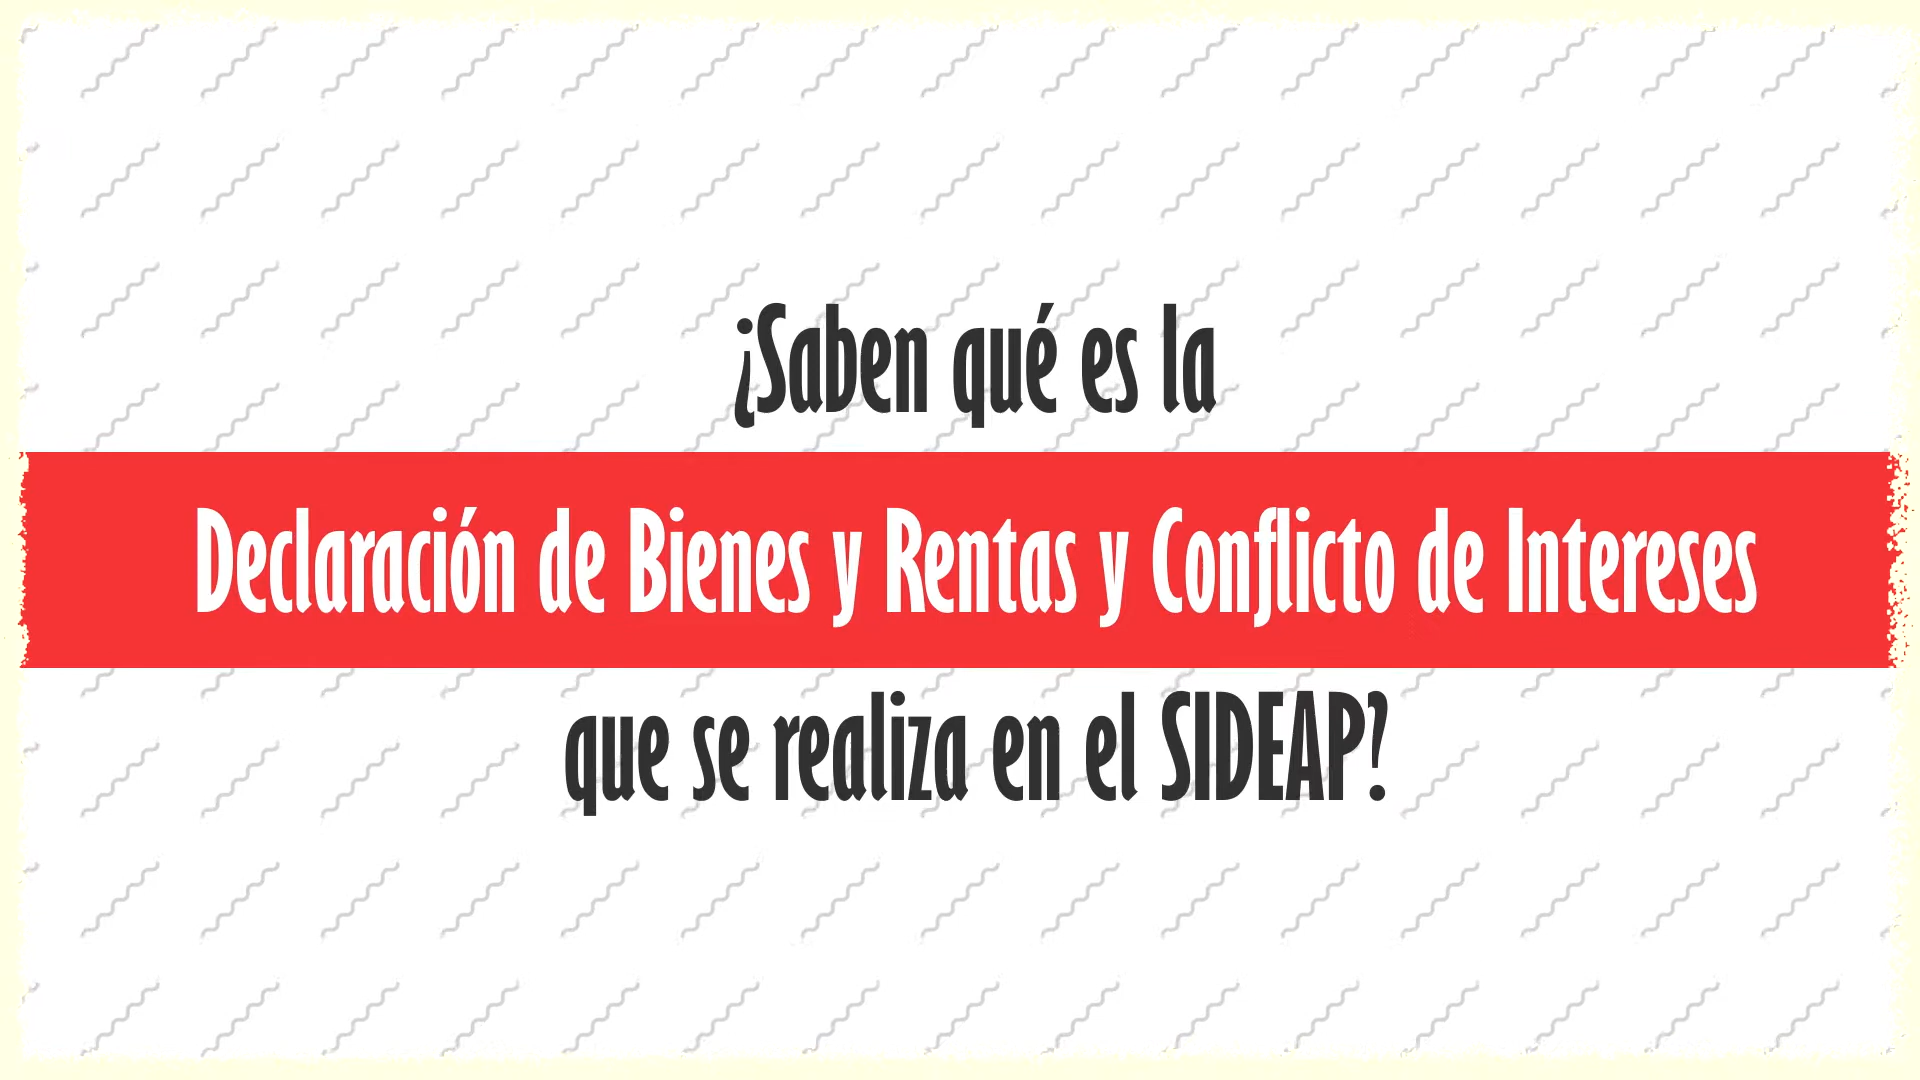 ¿Saben qué es la
Declaración de Bienes y Rentas y Conflicto de Intereses
que se realiza en el SIDEAP?